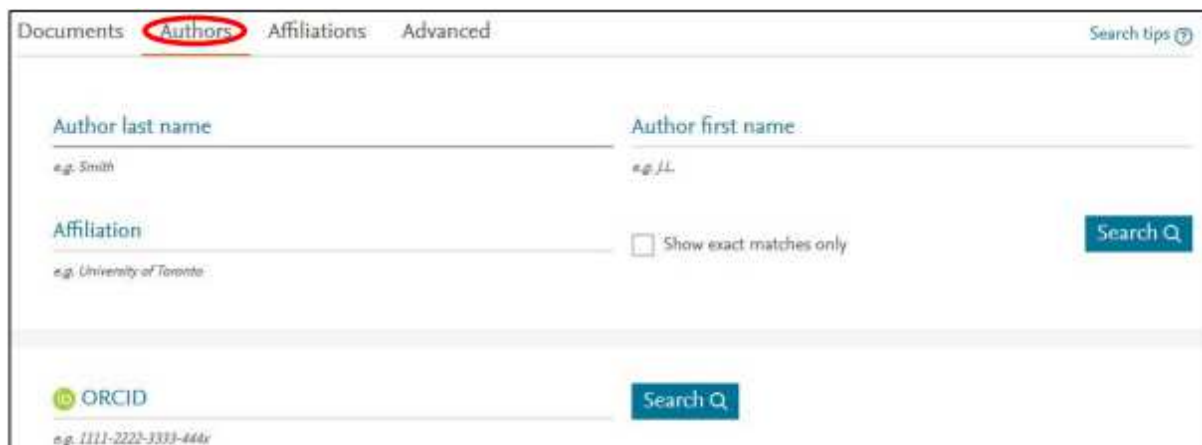 Documents Authors Affiliations Advanced Search tips ?
Author last name Author first name
e.g. Smith e.g. J.L.
Affiliation
Show exact matches only Search
e.g. University of Toronto
iD ORCID Search
e.g. 1111-2222-3333-444x